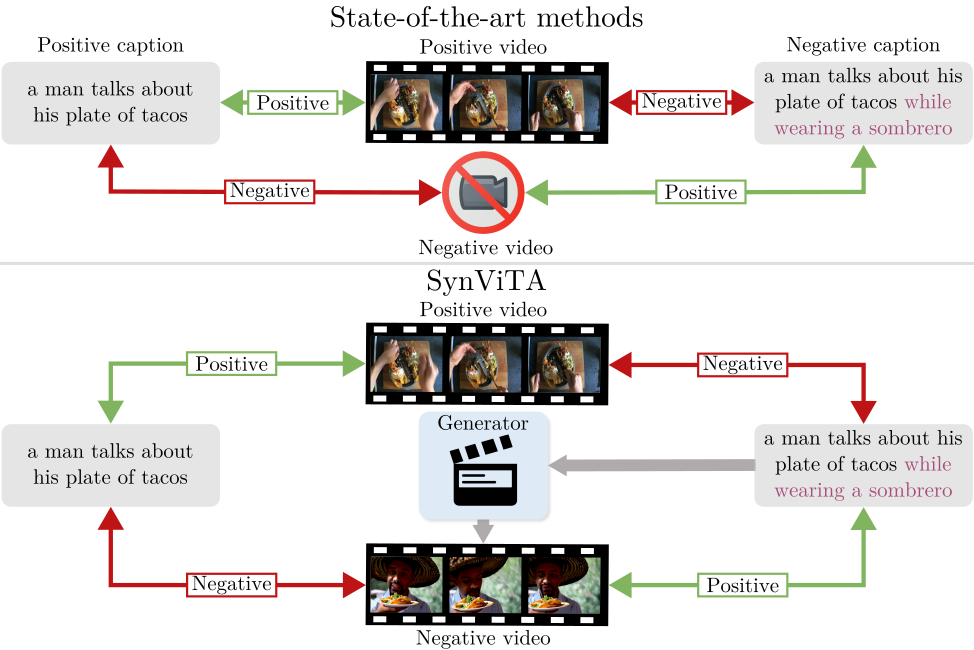 State-of-the-art methods
Positive caption
Positive video
Negative caption
a man talks about
his plate of tacos
Positive
Negative
a man talks about his
plate of tacos while
wearing a sombrero
Negative
Positive
Negative video
SynViTA
Positive video
Positive
Negative
Generator
a man talks about
his plate of tacos
a man talks about his
plate of tacos while
wearing a sombrero
Negative
Positive
Negative video